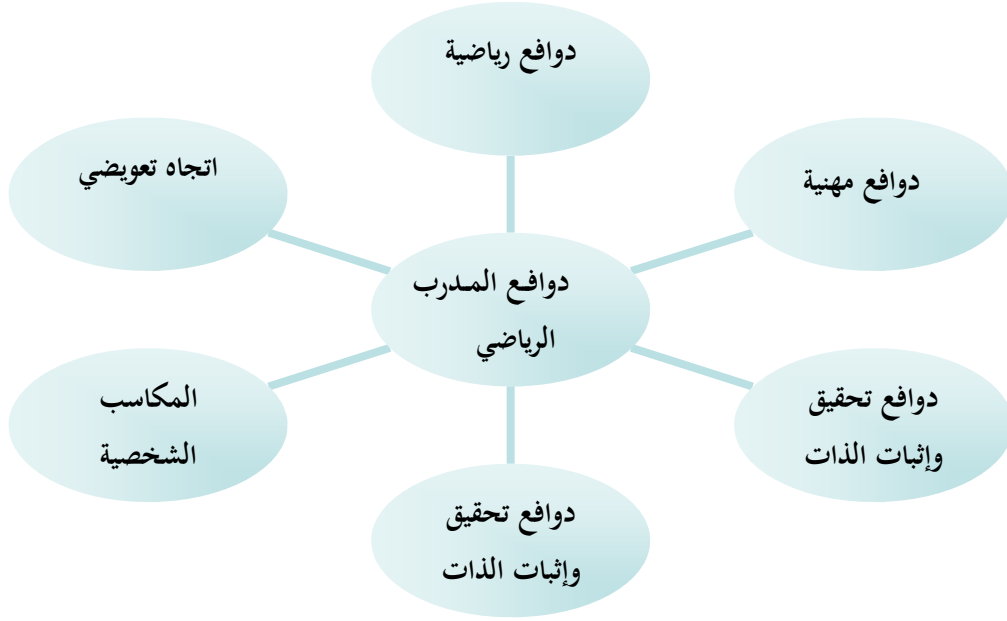 دوافع رياضية
دوافع مهنية
اتجاه تعويضي
دوافع المدرب
الرياضي
دوافع تحقيق
وإثبات الذات
المكاسب
الشخصية
دوافع تحقيق
وإثبات الذات